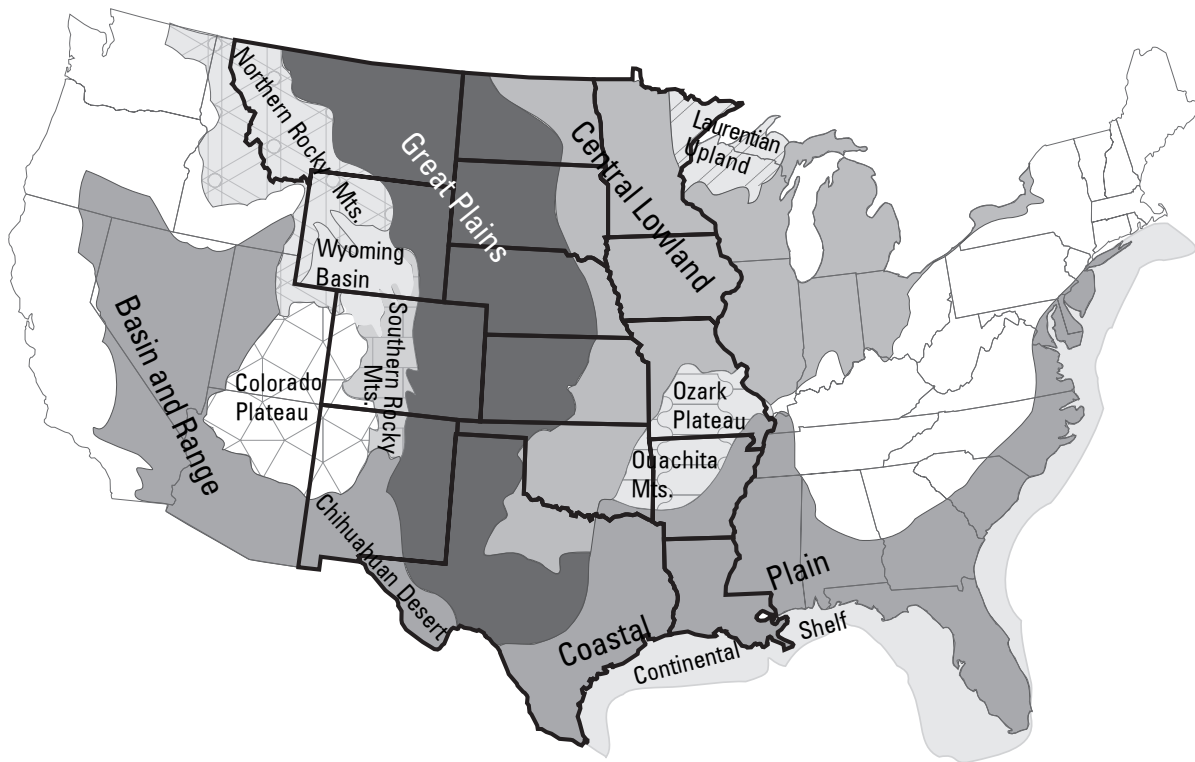 Northern Rocky
Mts.
Great Plains
Central Lowland
Laurentian
Upland
Wyoming
Basin
Basin and Range
Southern Rocky
Mts.
Colorado
Plateau
Ozark
Plateau
Ouachita
Mts.
Chihuahuan Desert
Coastal
Plain
Continental
Shelf